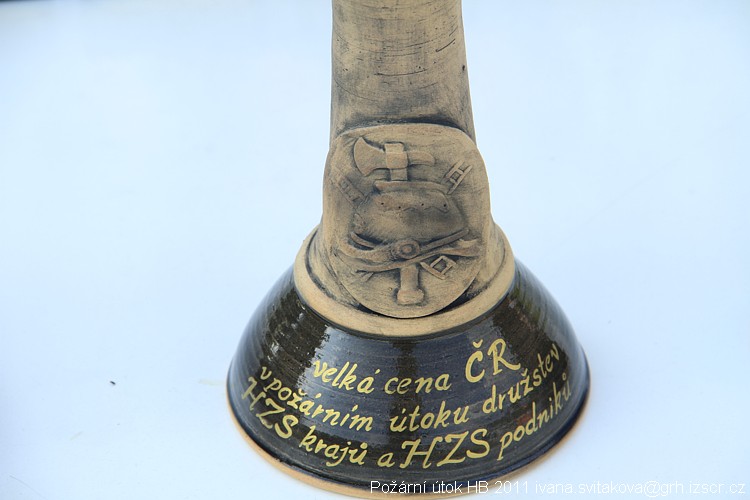 velká cena ČR
v požárním útoku družstev
HZS krajů a HZS podniků
Požární útok HB 2011 ivana.svitakova@grh.izscr.cz